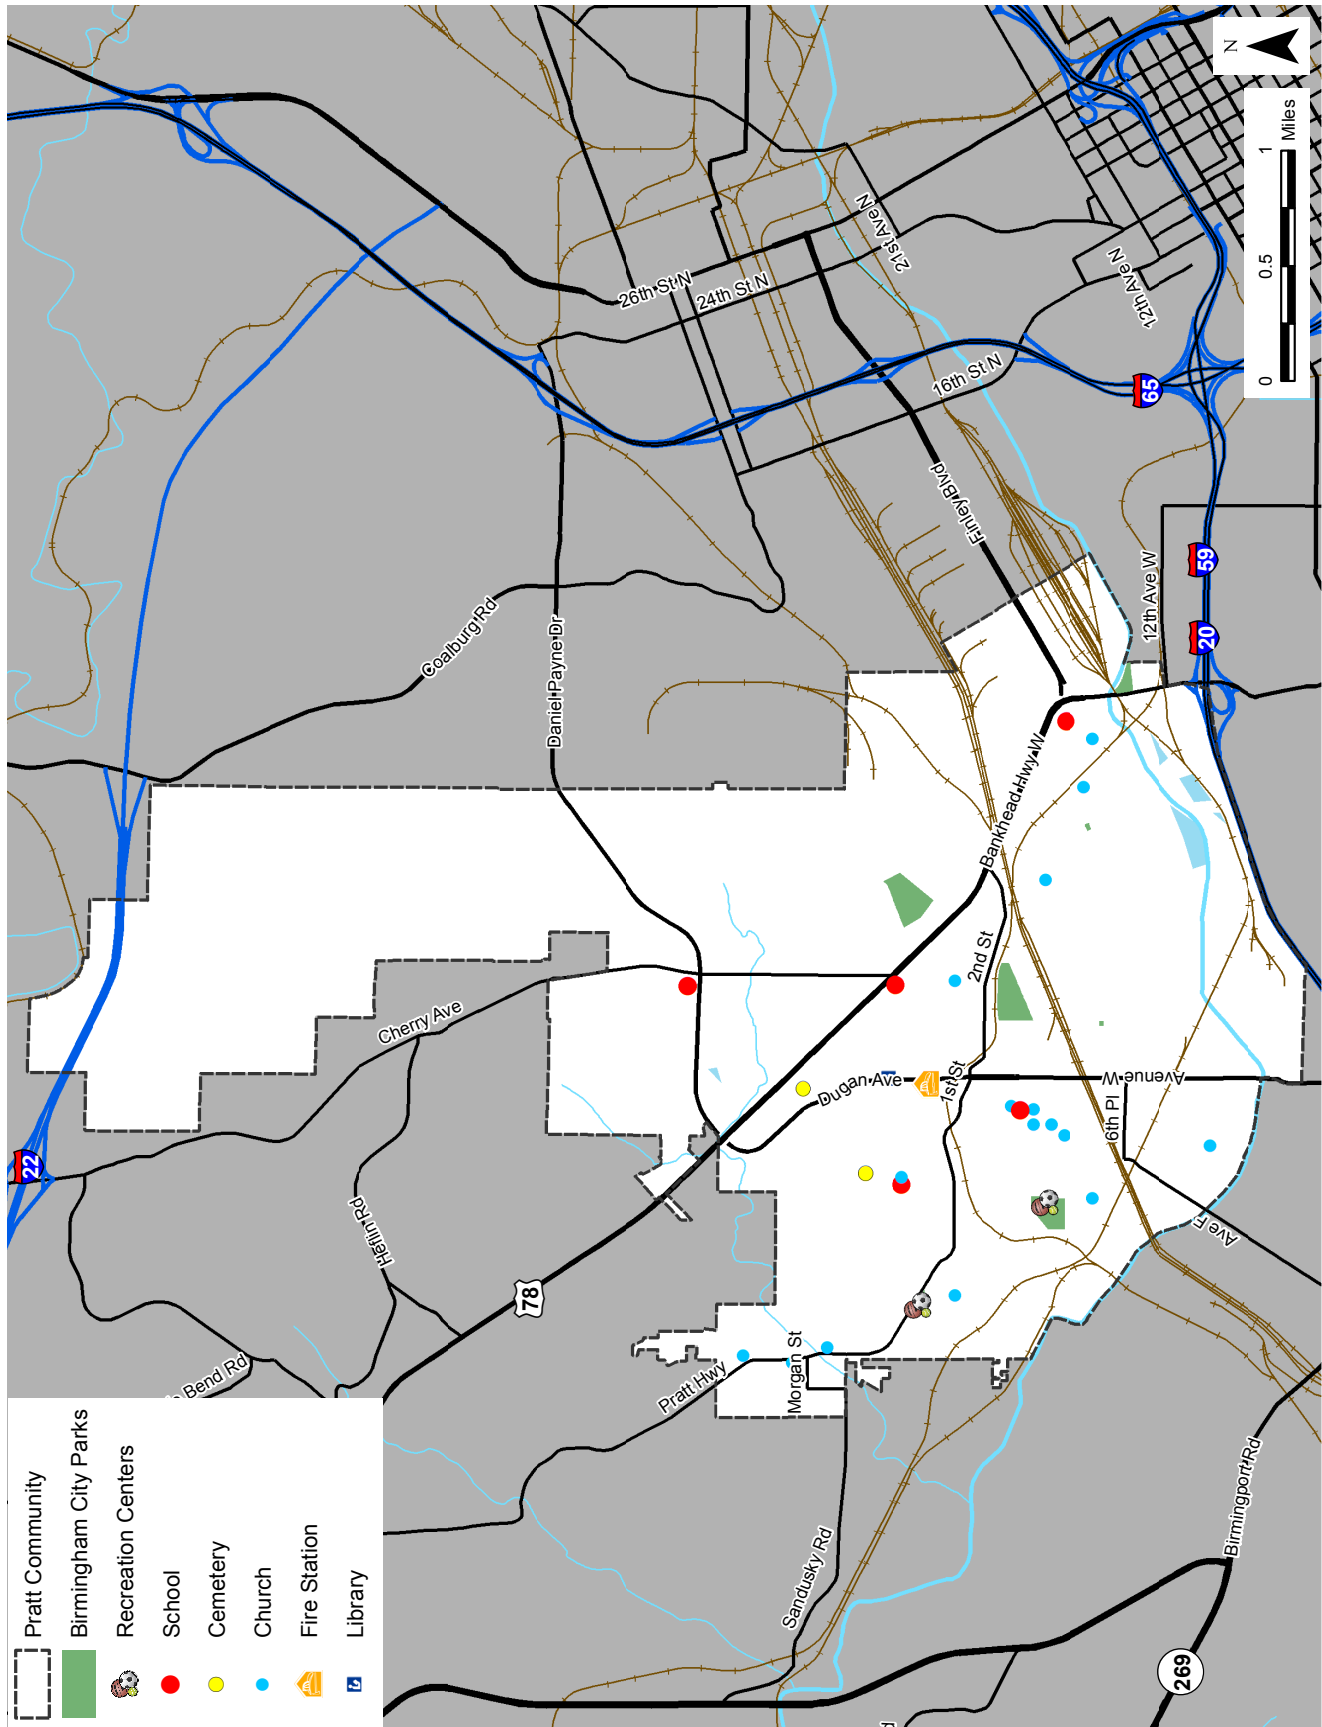 Pratt Community
Birmingham City Parks
Recreation Centers
School
Cemetery
Church
Fire Station
Library
22
78
269
65
59
20
Bend Rd
Heflin Rd
Cherry Ave
Coalburg Rd
Daniel Payne Dr
26th St N
24th St N
21st Ave N
16th St N
12th Ave N
Finley Blvd
12th Ave W
Bankhead Hwy W
2nd St
1st St
Dugan Ave
Avenue W
6th Pl
Ave F
Pratt Hwy
Morgan St
Sandusky Rd
Birmingport Rd
N
0 0.5 1
Miles